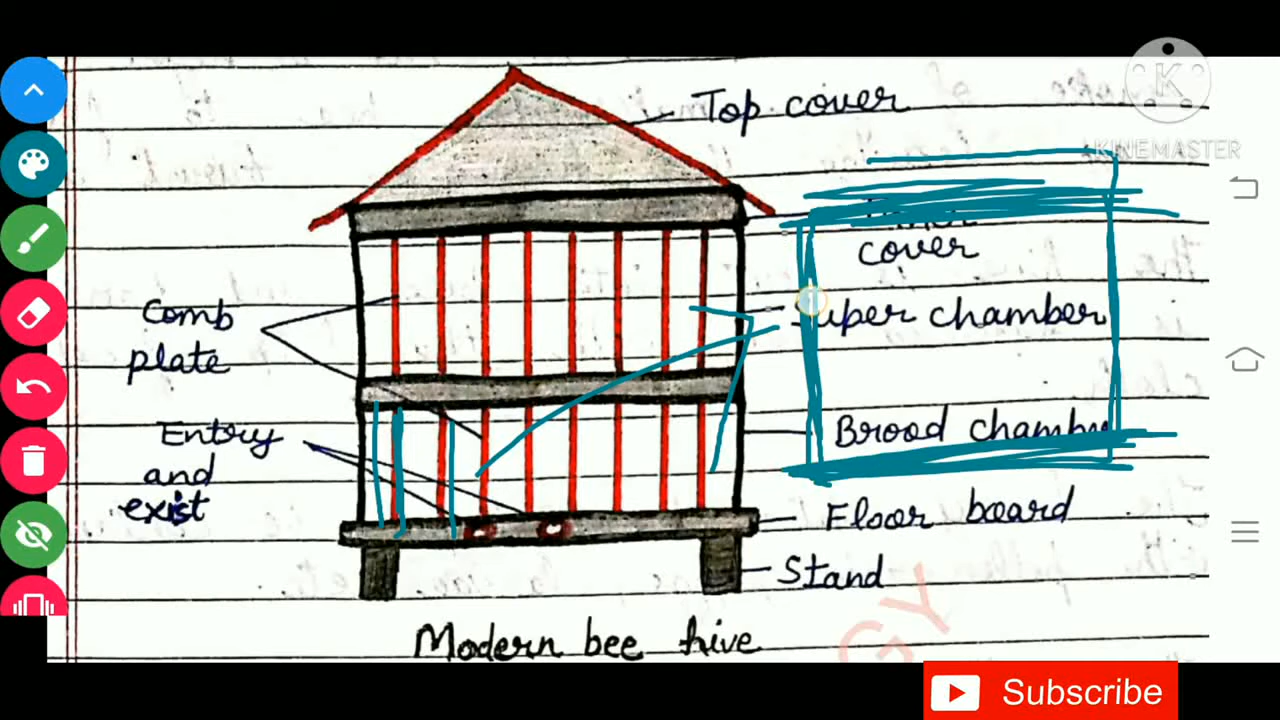 Top cover
KINEMASTER
cover
Super chamber
Comb
plate
Brood
Entry
and
exist
Floor board
Stand
Modern bee hive
GY
Subscribe